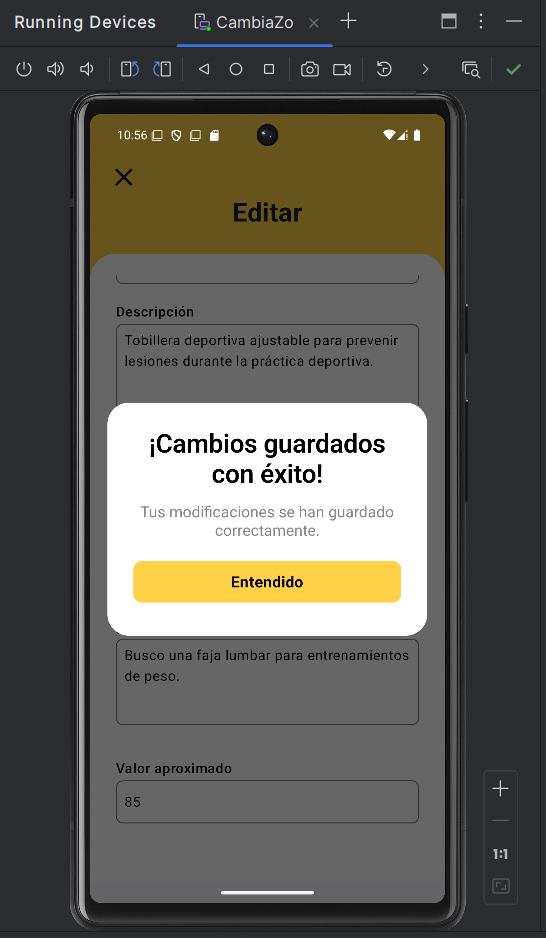 Running Devices
CambiaZo
10:56
Editar
Descripción
Tobillera deportiva ajustable para prevenir
lesiones durante la práctica deportiva.
¡Cambios guardados
con éxito!
Tus modificaciones se han guardado
correctamente.
Entendido
Busco una faja lumbar para entrenamientos
de peso.
Valor aproximado
85
1:1